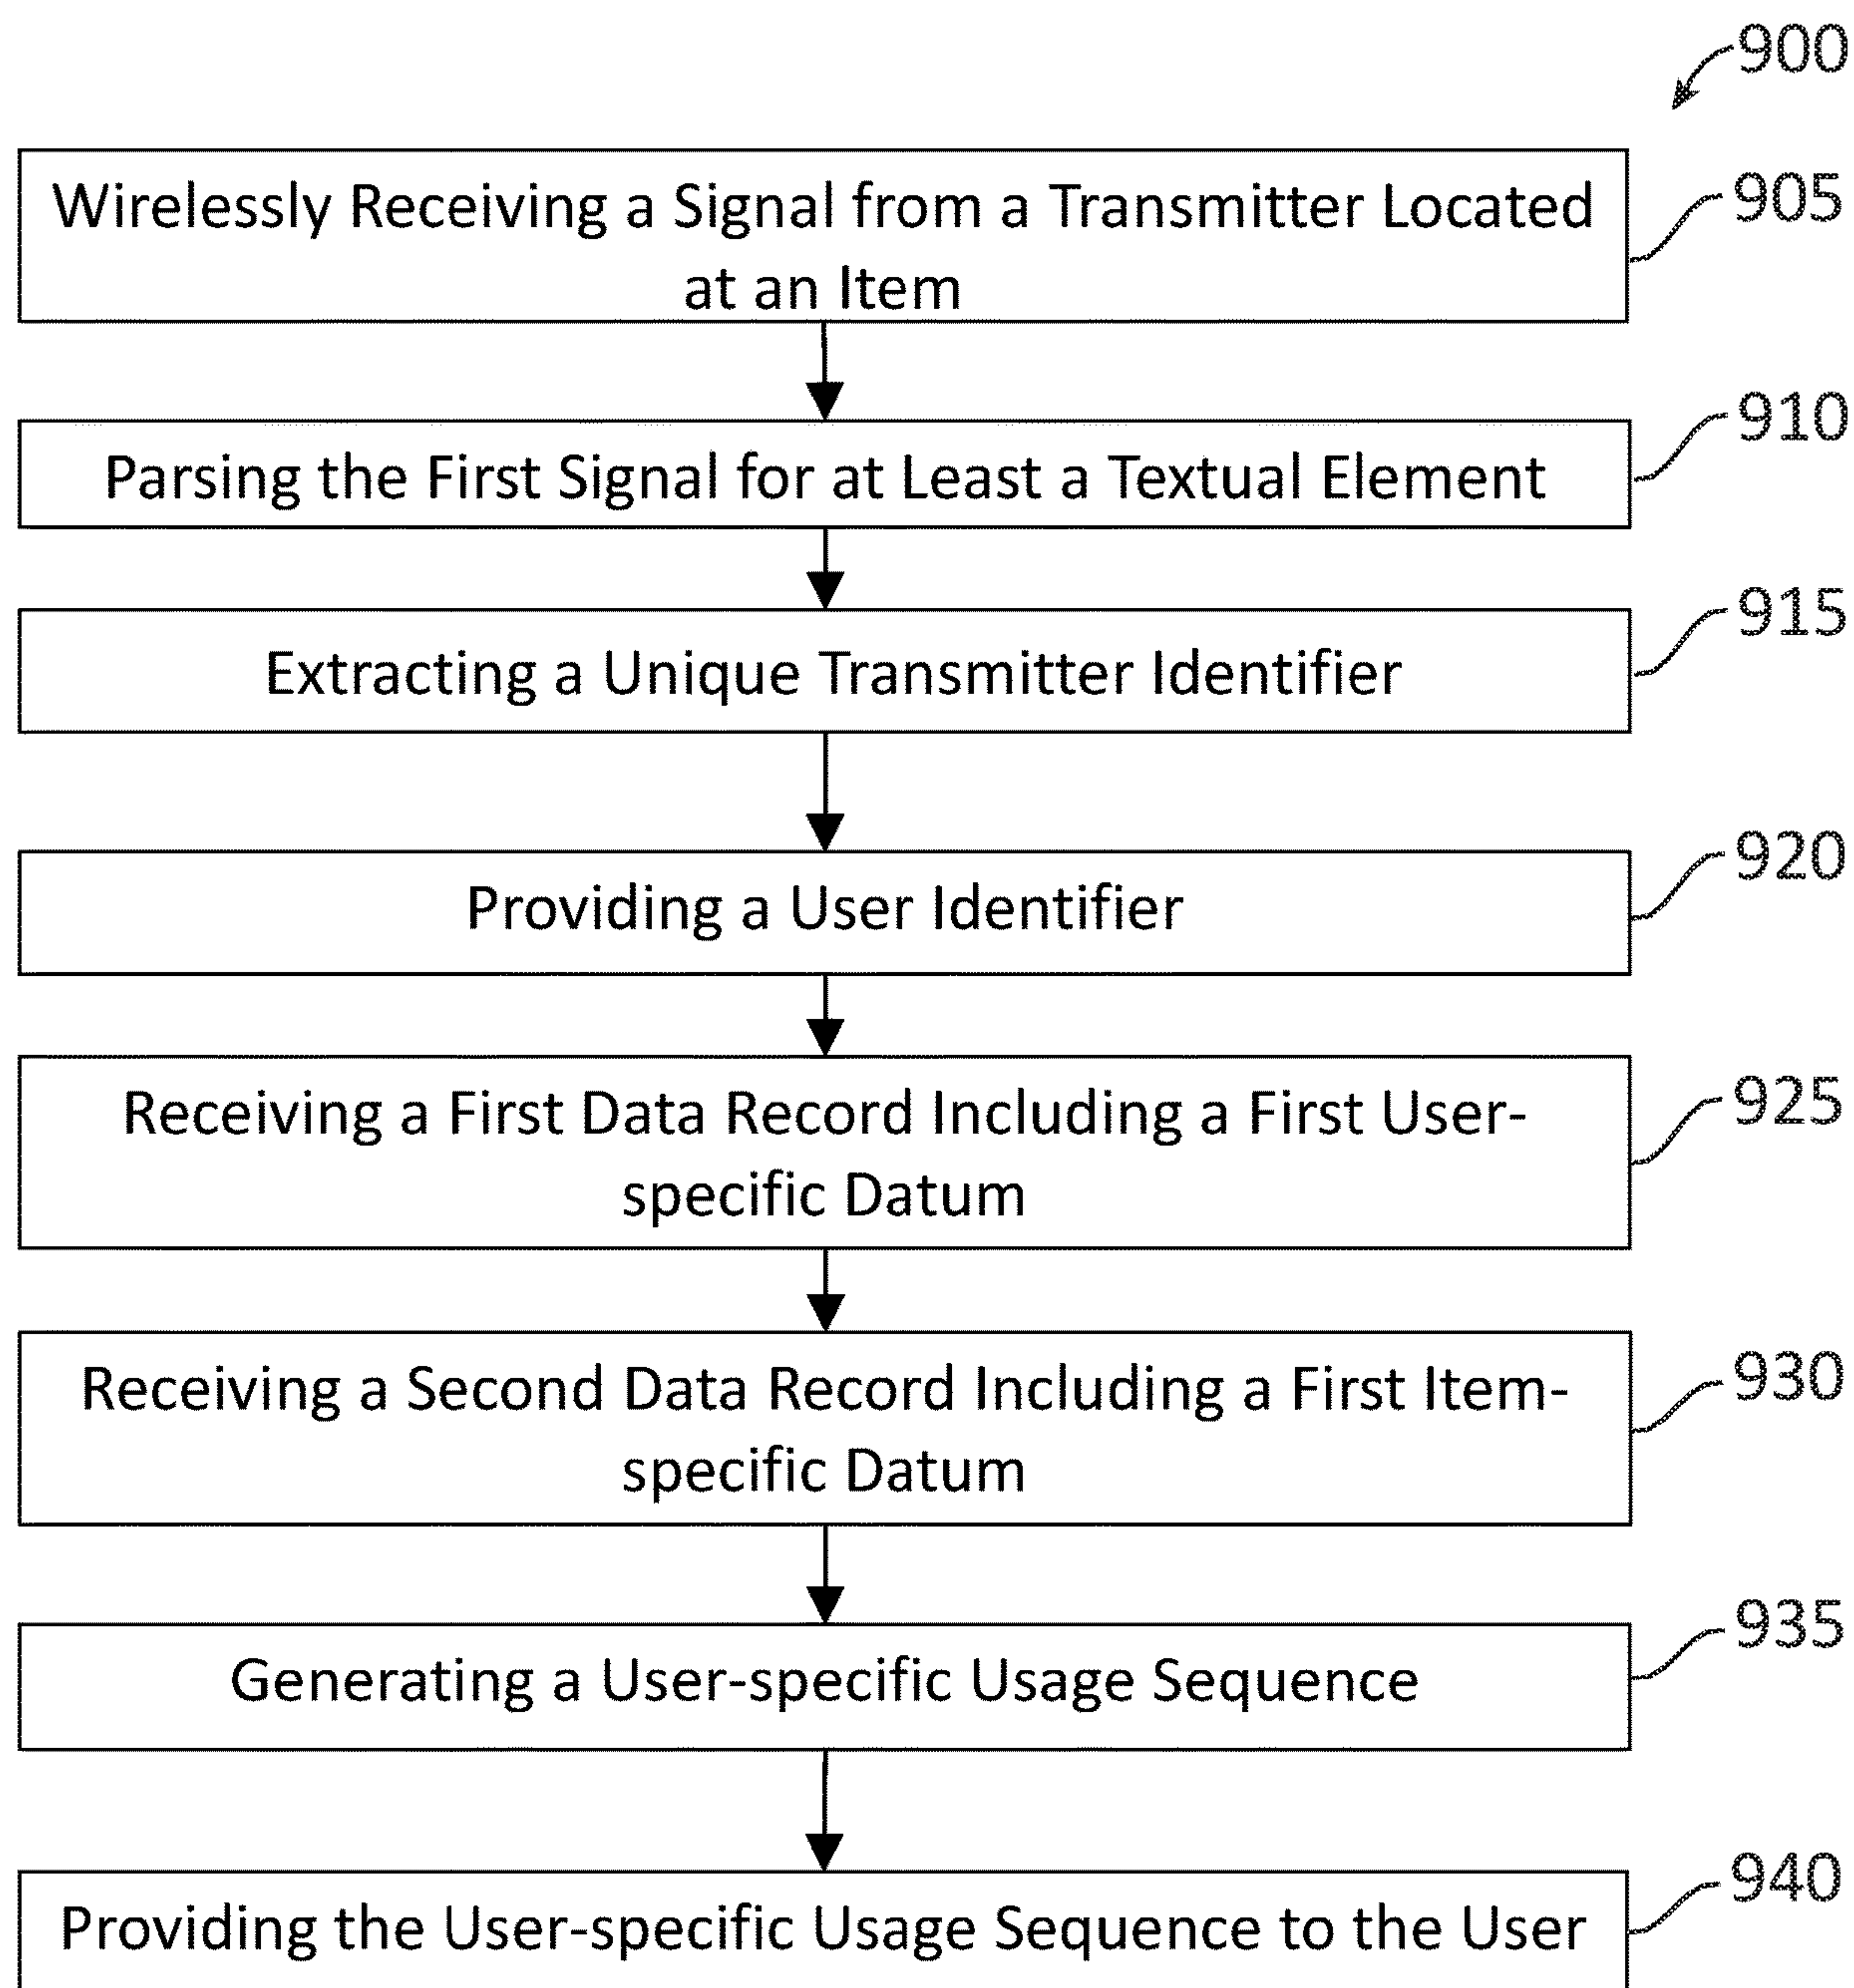 900
Wirelessly Receiving a Signal from a Transmitter Located
at an Item
905
Parsing the First Signal for at Least a Textual Element
910
Extracting a Unique Transmitter Identifier
915
Providing a User Identifier
920
Receiving a First Data Record Including a First User-
specific Datum
925
Receiving a Second Data Record Including a First Item-
specific Datum
930
Generating a User-specific Usage Sequence
935
Providing the User-specific Usage Sequence to the User
940